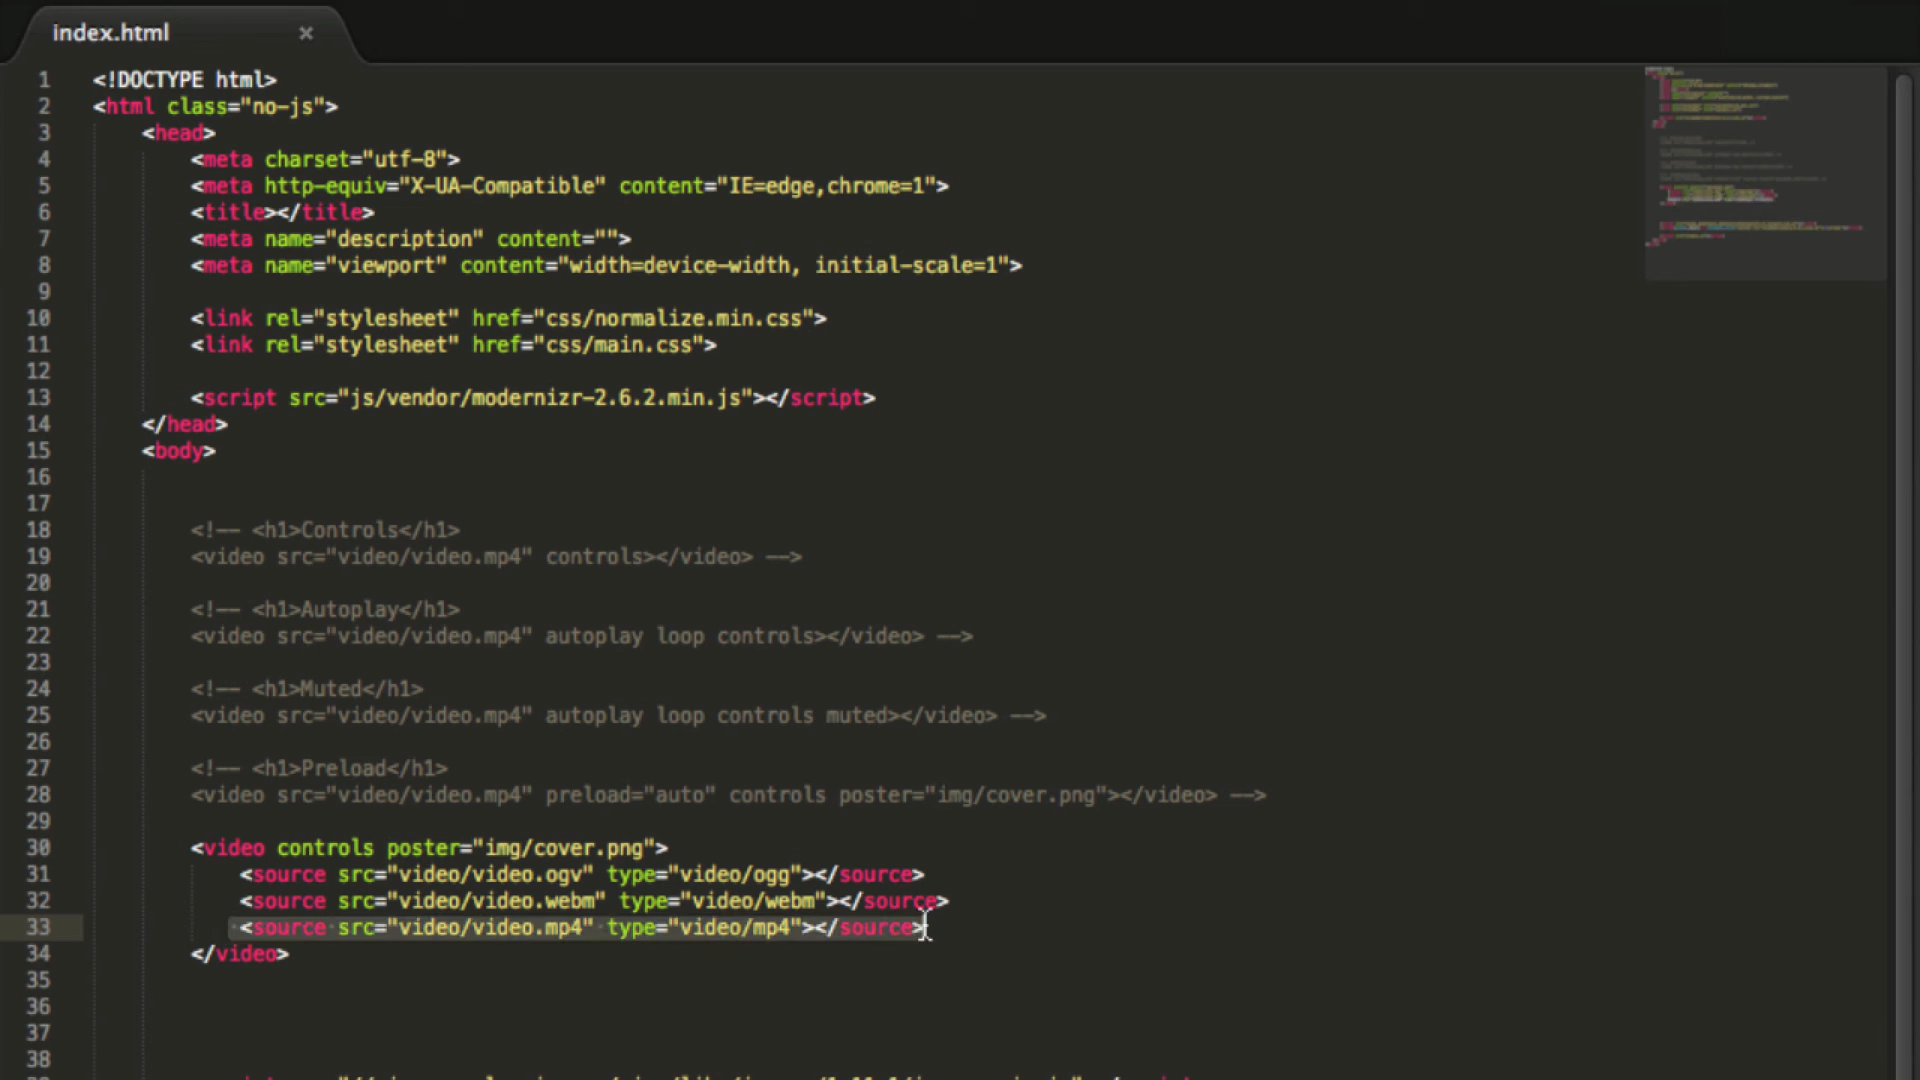 index.html ×
1 <!DOCTYPE html>
2 <html class="no-js">
3 <head>
4 <meta charset="utf-8">
5 <meta http-equiv="X-UA-Compatible" content="IE=edge,chrome=1">
6 <title></title>
7 <meta name="description" content="">
8 <meta name="viewport" content="width=device-width, initial-scale=1">
9
10 <link rel="stylesheet" href="css/normalize.min.css">
11 <link rel="stylesheet" href="css/main.css">
12
13 <script src="js/vendor/modernizr-2.6.2.min.js"></script>
14 </head>
15 <body>
16
17
18 <!-- <h1>Controls</h1>
19 <video src="video/video.mp4" controls></video> -->
20
21 <!-- <h1>Autoplay</h1>
22 <video src="video/video.mp4" autoplay loop controls></video> -->
23
24 <!-- <h1>Muted</h1>
25 <video src="video/video.mp4" autoplay loop controls muted></video> -->
26
27 <!-- <h1>Preload</h1>
28 <video src="video/video.mp4" preload="auto" controls poster="img/cover.png"></video> -->
29
30 <video controls poster="img/cover.png">
31 <source src="video/video.ogv" type="video/ogg"></source>
32 <source src="video/video.webm" type="video/webm"></source>
33 <source src="video/video.mp4" type="video/mp4"></source>
34 </video>
35
36
37
38